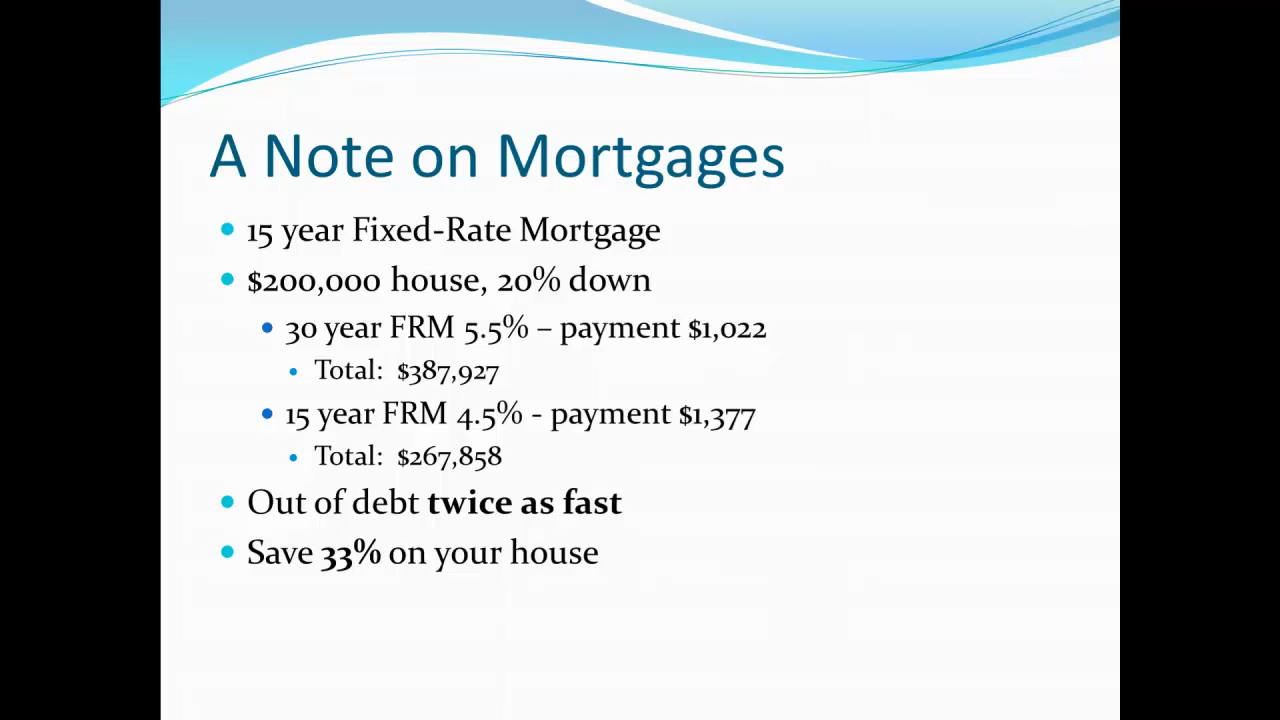 A Note on Mortgages
• 15 year Fixed-Rate Mortgage
• $200,000 house, 20% down
• 30 year FRM 5.5% – payment $1,022
• Total: $387,927
• 15 year FRM 4.5% - payment $1,377
• Total: $267,858
• Out of debt twice as fast
• Save 33% on your house